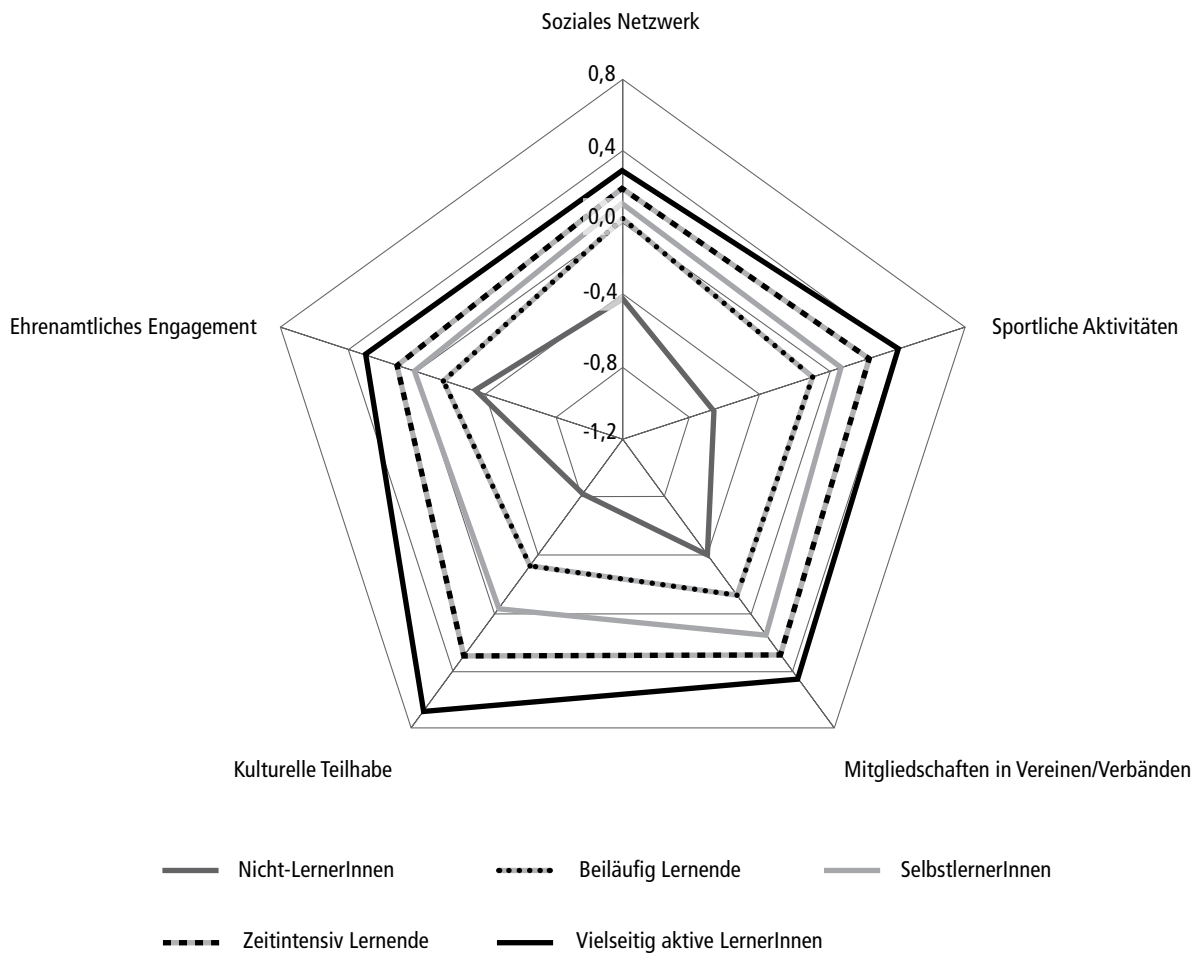 Soziales Netzwerk
0,8
0,4
0,0
-0,4
-0,8
-1,2
Ehrenamtliches Engagement
Sportliche Aktivitäten
Kulturelle Teilhabe
Mitgliedschaften in Vereinen/Verbänden
Nicht-LernerInnen
Beiläufig Lernende
SelbstlernerInnen
Zeitintensiv Lernende
Vielseitig aktive LernerInnen